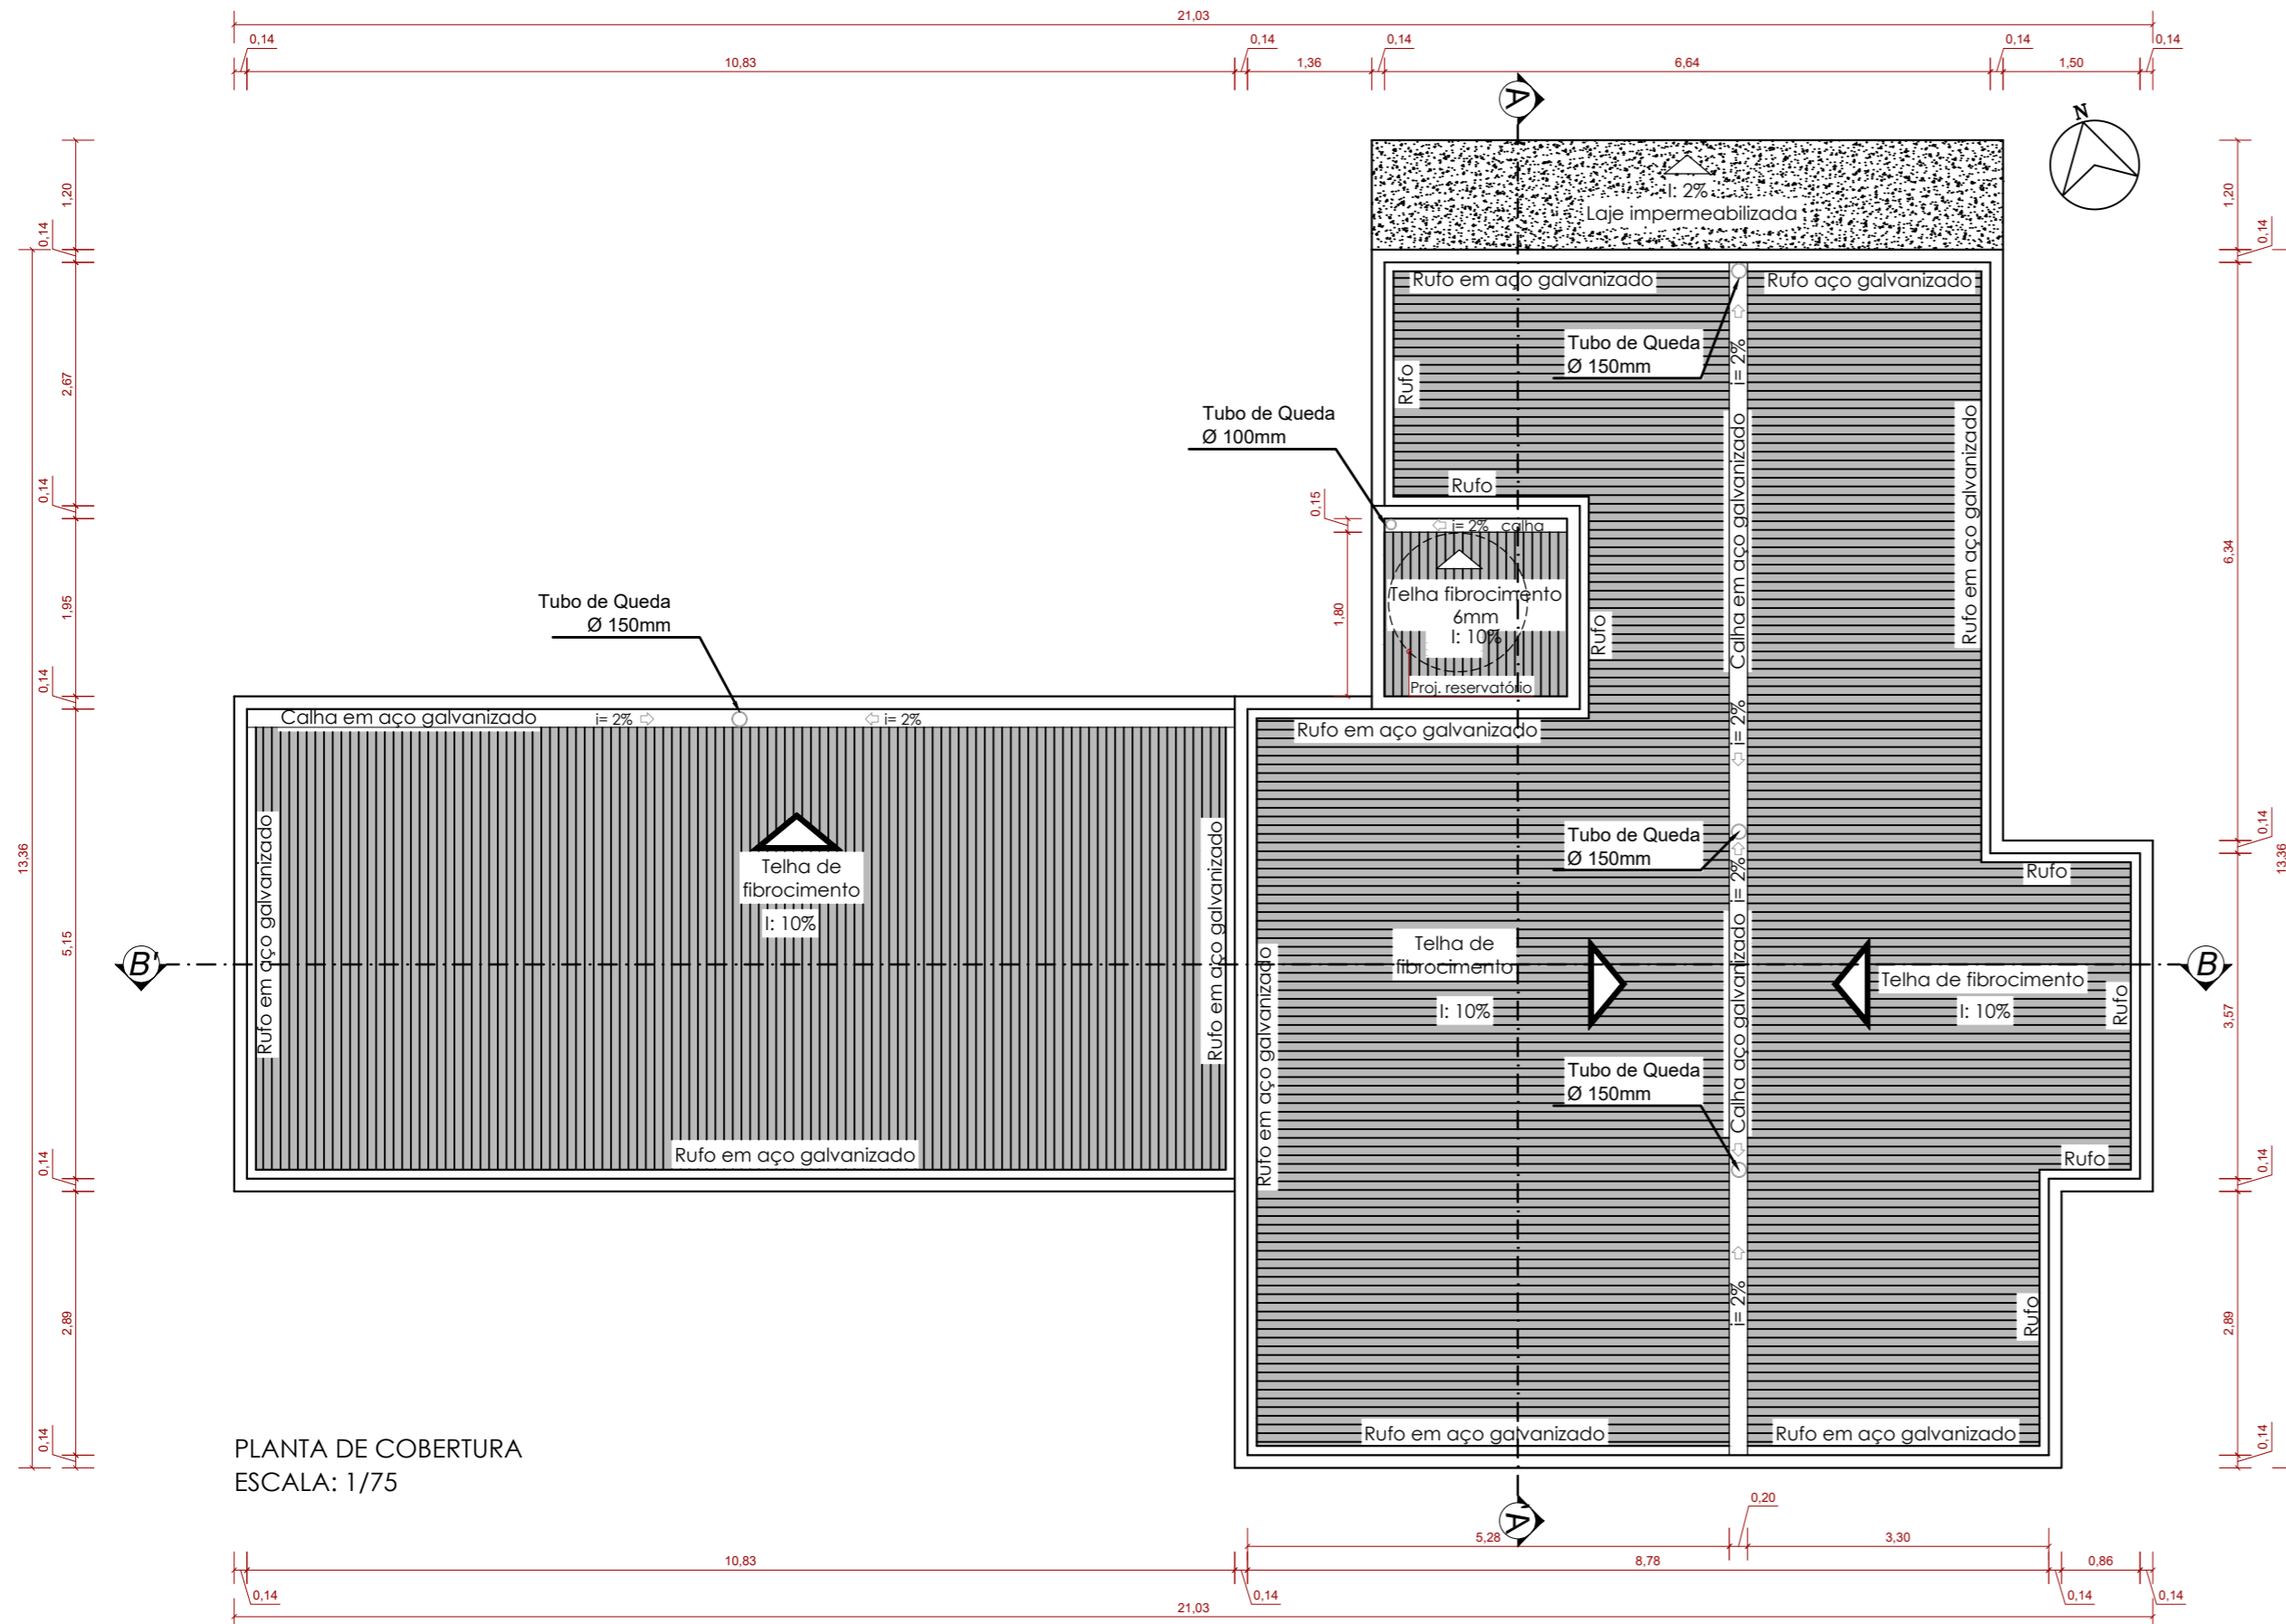 21,03
0,14
0,14
0,14
0,14
0,14
10,83
1,36
6,64
1,50
A
N
1,20
0,14
2,67
0,14
1,95
0,14
5,15
0,14
2,89
0,14
13,36
I: 2%
Laje impermeabilizada
Rufo em aço galvanizado
Rufo aço galvanizado
Tubo de Queda
Ø 150mm
i= 2%
Rufo
Calha em aço galvanizado
Rufo em aço galvanizado
Tubo de Queda
Ø 100mm
Rufo
0,15
i= 2% calha
1,80
Telha fibrocimento
6mm
I: 10%
Rufo
Proj. reservatório
i= 2%
Tubo de Queda
Ø 150mm
Calha em aço galvanizado
i= 2%
i= 2%
Rufo em aço galvanizado
Rufo em aço galvanizado
Telha de
fibrocimento
I: 10%
Rufo em aço galvanizado
Rufo em aço galvanizado
Tubo de Queda
Ø 150mm
i= 2%
Calha aço galvanizado
Rufo
Rufo em aço galvanizado
Telha de
fibrocimento
I: 10%
Telha de fibrocimento
I: 10%
Rufo
B'
B
Tubo de Queda
Ø 150mm
Rufo
i= 2%
Rufo
Rufo em aço galvanizado
Rufo em aço galvanizado
1,20
0,14
6,34
0,14
3,57
0,14
2,89
0,14
13,36
PLANTA DE COBERTURA
ESCALA: 1/75
A'
0,20
5,28
3,30
10,83
8,78
0,86
0,14
0,14
0,14
0,14
21,03